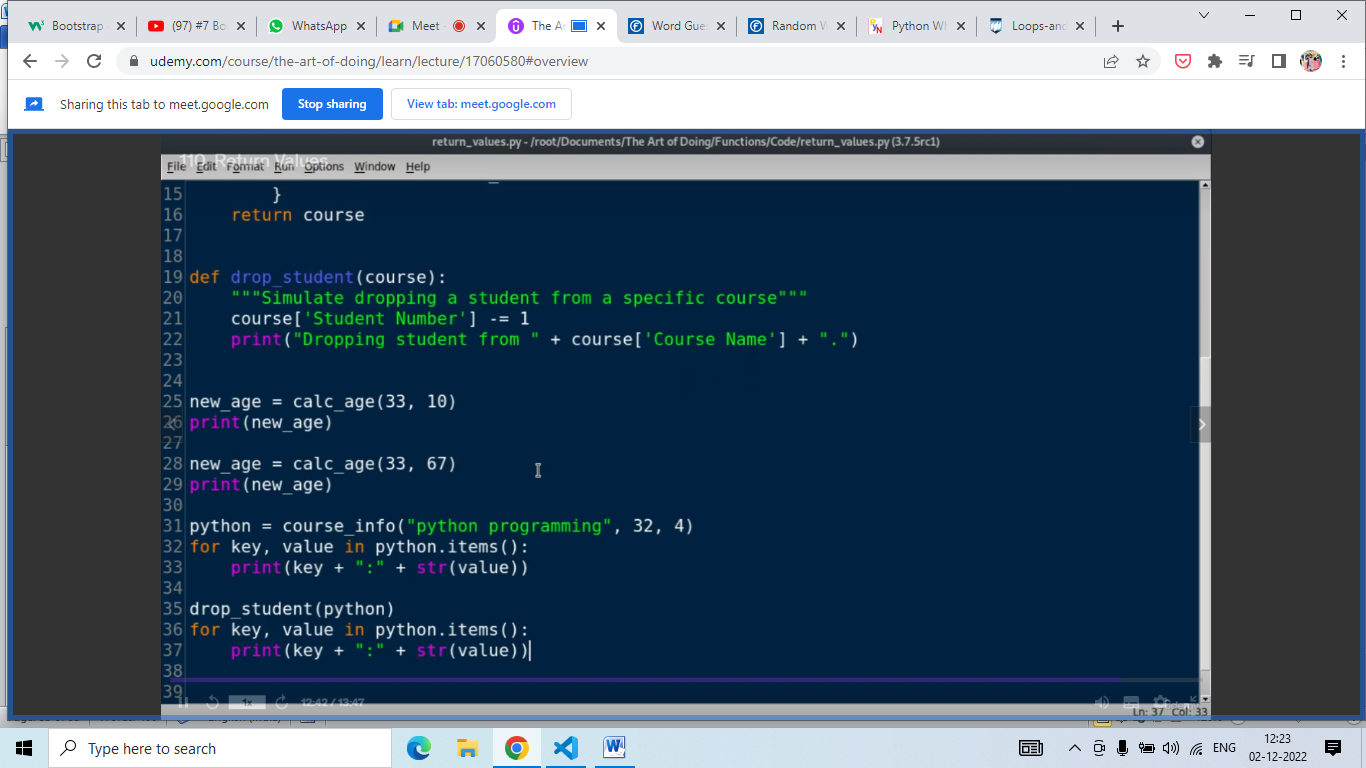 Bootstrap
(97) #7 Bo
WhatsApp
Meet -
The Ar
Word Gue
Random W
Python Wh
Loops-and
udemy.com/course/the-art-of-doing/learn/lecture/17060580#overview
Sharing this tab to meet.google.com
Stop sharing
View tab: meet.google.com
return_values.py - /root/Documents/The Art of Doing/Functions/Code/return_values.py (3.7.5rc1)
110. Return Values
File Edit Format Run Options Window Help
15 }
16 return course
17
18
19 def drop_student(course):
20 """Simulate dropping a student from a specific course"""
21 course['Student Number'] -= 1
22 print("Dropping student from " + course['Course Name'] + ".")
23
24
25 new_age = calc_age(33, 10)
26 print(new_age)
27
28 new_age = calc_age(33, 67)
29 print(new_age)
30
31 python = course_info("python programming", 32, 4)
32 for key, value in python.items():
33 print(key + ":" + str(value))
34
35 drop_student(python)
36 for key, value in python.items():
37 print(key + ":" + str(value))
38
39
1x
12:42 / 13:47
Ln: 37 Col: 33
Type here to search
ENG
12:23
02-12-2022